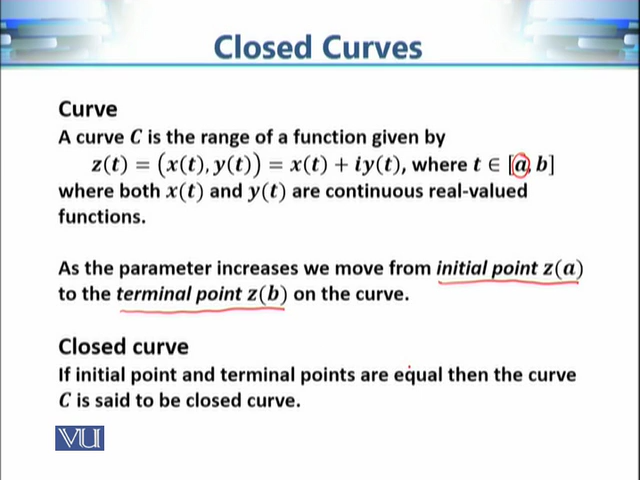 Closed Curves
Curve
A curve C is the range of a function given by
z(t) = (x(t), y(t)) = x(t) + iy(t), where t ∈ [a, b]
where both x(t) and y(t) are continuous real-valued
functions.
As the parameter increases we move from initial point z(a)
to the terminal point z(b) on the curve.
Closed curve
If initial point and terminal points are equal then the curve
C is said to be closed curve.
VU